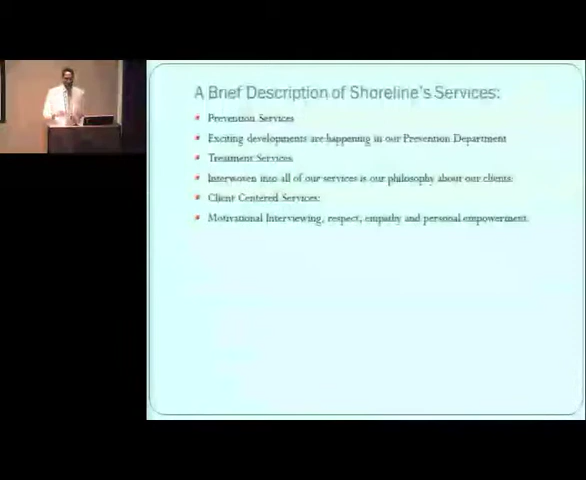 A Brief Description of Shoreline's Services:
Prevention Services
Exciting developments are happening in our Prevention Department
Treatment Services
Interwoven into all of our services is our philosophy about our clients:
Client Centered Services:
Motivational Interviewing, respect, empathy and personal empowerment.